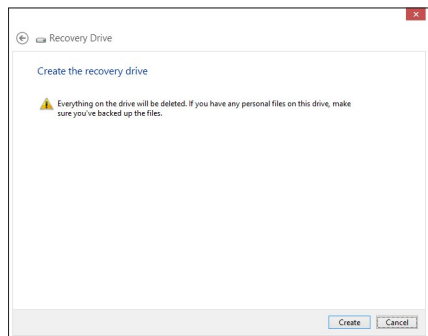 Recovery Drive
Create the recovery drive
Everything on the drive will be deleted. If you have any personal files on this drive, make
sure you've backed up the files.
Create Cancel